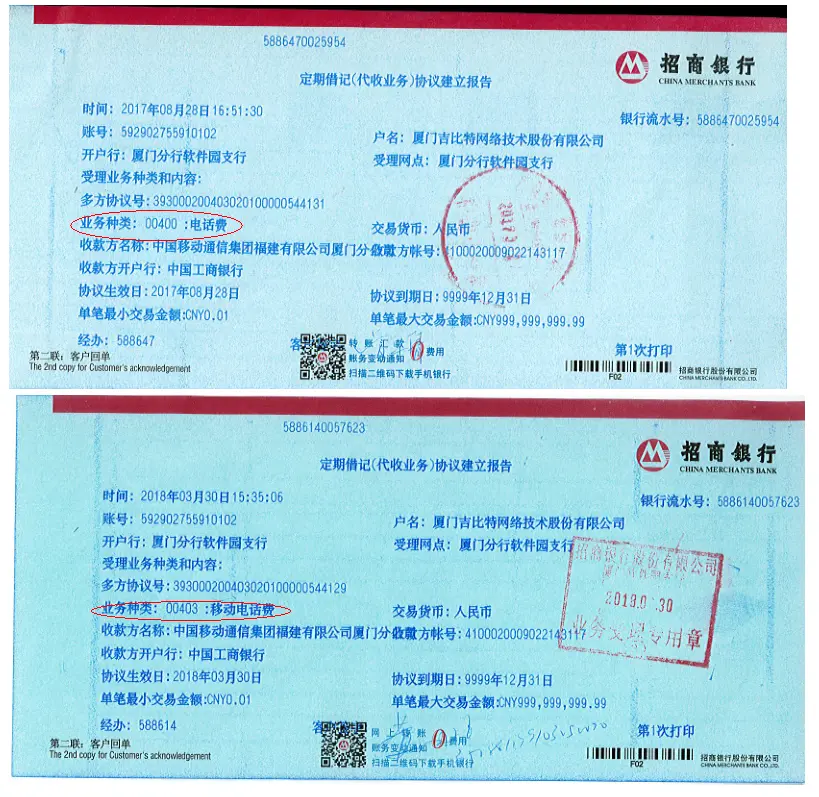 5886470025954
招商银行
CHINA MERCHANTS BANK
定期借记(代收业务)协议建立报告
时间: 2017年08月28日16:51:30
银行流水号: 5886470025954
账号: 592902755910102
户名: 厦门吉比特网络技术股份有限公司
开户行: 厦门分行软件园支行
受理网点: 厦门分行软件园支行
受理业务种类和内容:
多方协议号: 393000200403020100000544131
业务种类: 00400 :电话费
交易货币: 人民币
收款方名称: 中国移动通信集团福建有限公司厦门分
帐号: 4100020009022143117
收款方开户行: 中国工商银行
协议生效日: 2017年08月28日
协议到期日: 9999年12月31日
单笔最小交易金额:CNY0.01
单笔最大交易金额:CNY999,999,999.99
经办: 588647
转账汇款
账务变动通知 0费用
扫描二维码下载手机银行
第1次打印
第二联: 客户回单
The 2nd copy for Customer's acknowledgement
F02
招商银行股份有限公司
CHINA MERCHANTS BANK CO.,LTD.
5886140057623
招商银行
CHINA MERCHANTS BANK
定期借记(代收业务)协议建立报告
时间: 2018年03月30日15:35:06
银行流水号: 5886140057623
账号: 592902755910102
户名: 厦门吉比特网络技术股份有限公司
开户行: 厦门分行软件园支行
受理网点: 厦门分行软件园支行
招商银行股份有限公司
受理业务种类和内容:
多方协议号: 393000200403020100000544129
业务种类: 00403 :移动电话费
交易货币: 人民币
业务受理专用章
收款方名称: 中国移动通信集团福建有限公司厦门分
帐号: 4100020009022143117
收款方开户行: 中国工商银行
协议生效日: 2018年03月30日
协议到期日: 9999年12月31日
单笔最小交易金额:CNY0.01
单笔最大交易金额:CNY999,999,999.99
经办: 588614
网上转账
账务变动通知 0费用
扫描二维码下载手机银行
第1次打印
第二联: 客户回单
The 2nd copy for Customer's acknowledgement
F02
招商银行股份有限公司
CHINA MERCHANTS BANK CO.,LTD.